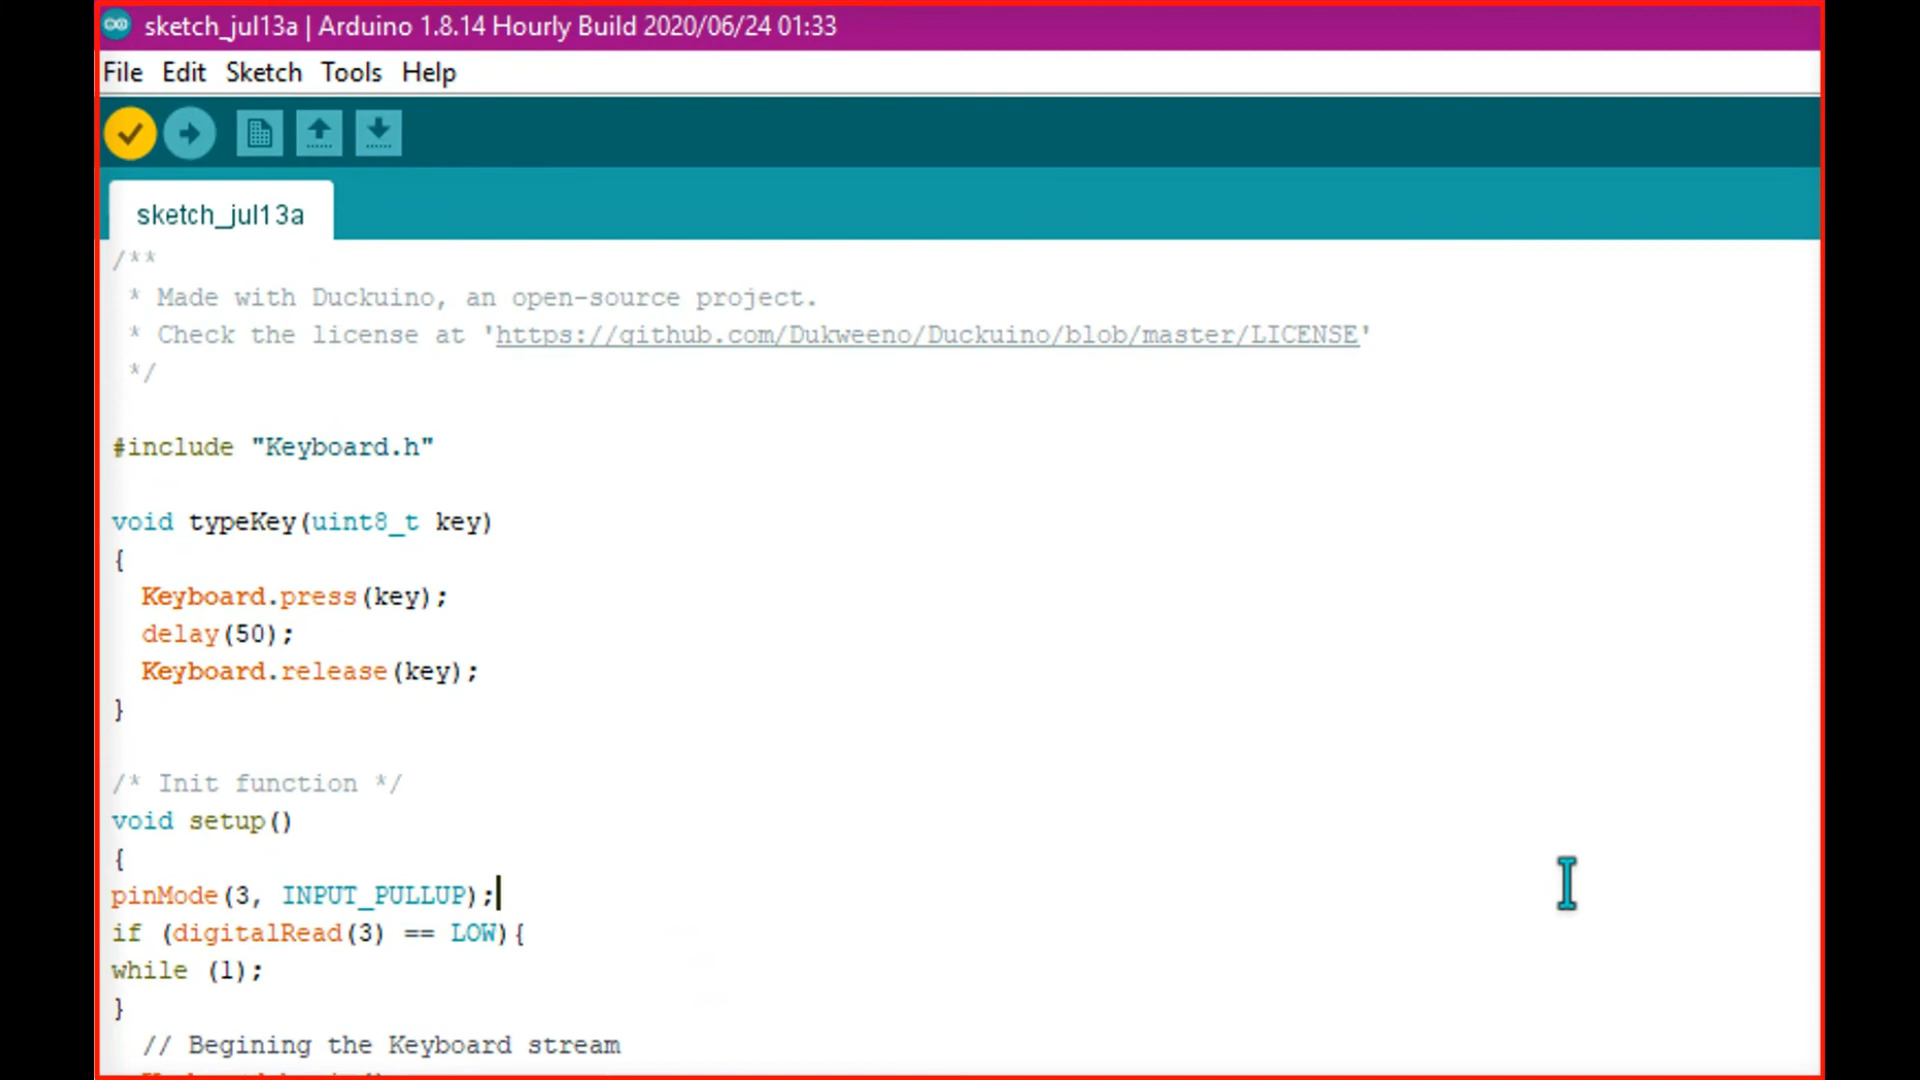 sketch_jul13a | Arduino 1.8.14 Hourly Build 2020/06/24 01:33
File Edit Sketch Tools Help
sketch_jul13a
/**
* Made with Duckuino, an open-source project.
* Check the license at 'https://github.com/Dukweeno/Duckuino/blob/master/LICENSE'
*/
#include "Keyboard.h"
void typeKey(uint8_t key)
{
Keyboard.press(key);
delay(50);
Keyboard.release(key);
}
/* Init function */
void setup()
{
pinMode(3, INPUT_PULLUP);
if (digitalRead(3) == LOW){
while (1);
}
// Begining the Keyboard stream